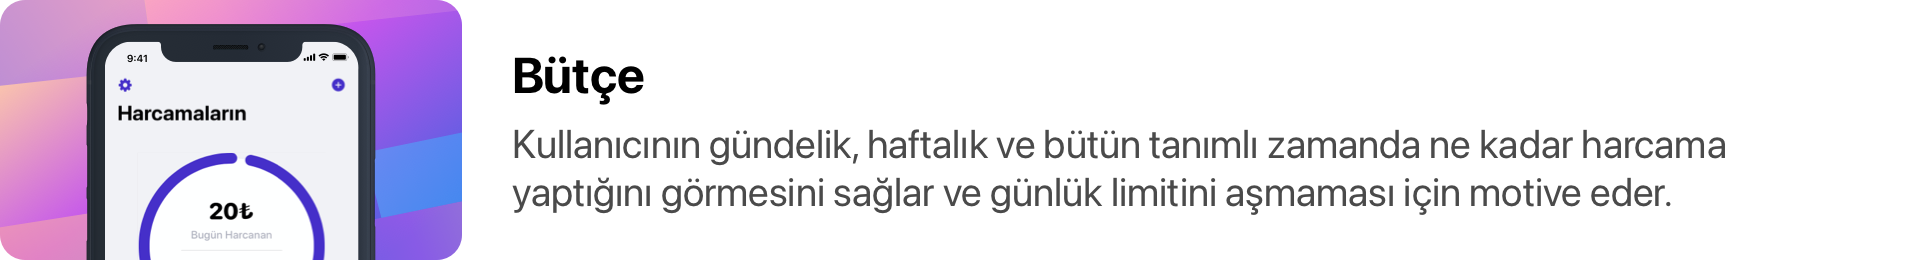 9:41
Harcamaların
20₺
Bugün Harcanan
Bütçe
Kullanıcının gündelik, haftalık ve bütün tanımlı zamanda ne kadar harcama
yaptığını görmesini sağlar ve günlük limitini aşmaması için motive eder.